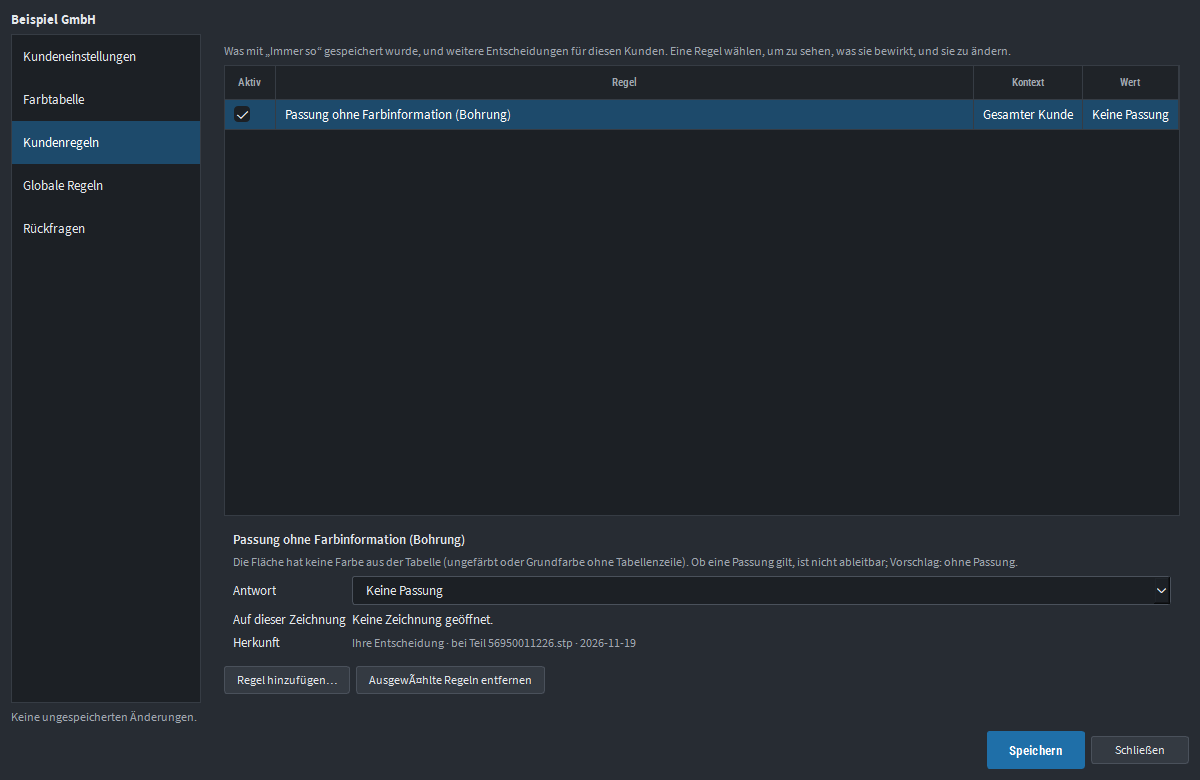 Beispiel GmbH
Kundeneinstellungen
Farbtabelle
Kundenregeln
Globale Regeln
Rückfragen
Was mit „Immer so“ gespeichert wurde, und weitere Entscheidungen für diesen Kunden. Eine Regel wählen, um zu sehen, was sie bewirkt, und sie zu ändern.
Aktiv Regel Kontext Wert
Passung ohne Farbinformation (Bohrung) Gesamter Kunde Keine Passung
Passung ohne Farbinformation (Bohrung)
Die Fläche hat keine Farbe aus der Tabelle (ungefärbt oder Grundfarbe ohne Tabellenzeile). Ob eine Passung gilt, ist nicht ableitbar; Vorschlag: ohne Passung.
Antwort Keine Passung
Auf dieser Zeichnung Keine Zeichnung geöffnet.
Herkunft Ihre Entscheidung · bei Teil 56950011226.stp · 2026-11-19
Regel hinzufügen… AusgewÃ¤hlte Regeln entfernen
Keine ungespeicherten Änderungen.
Speichern Schließen